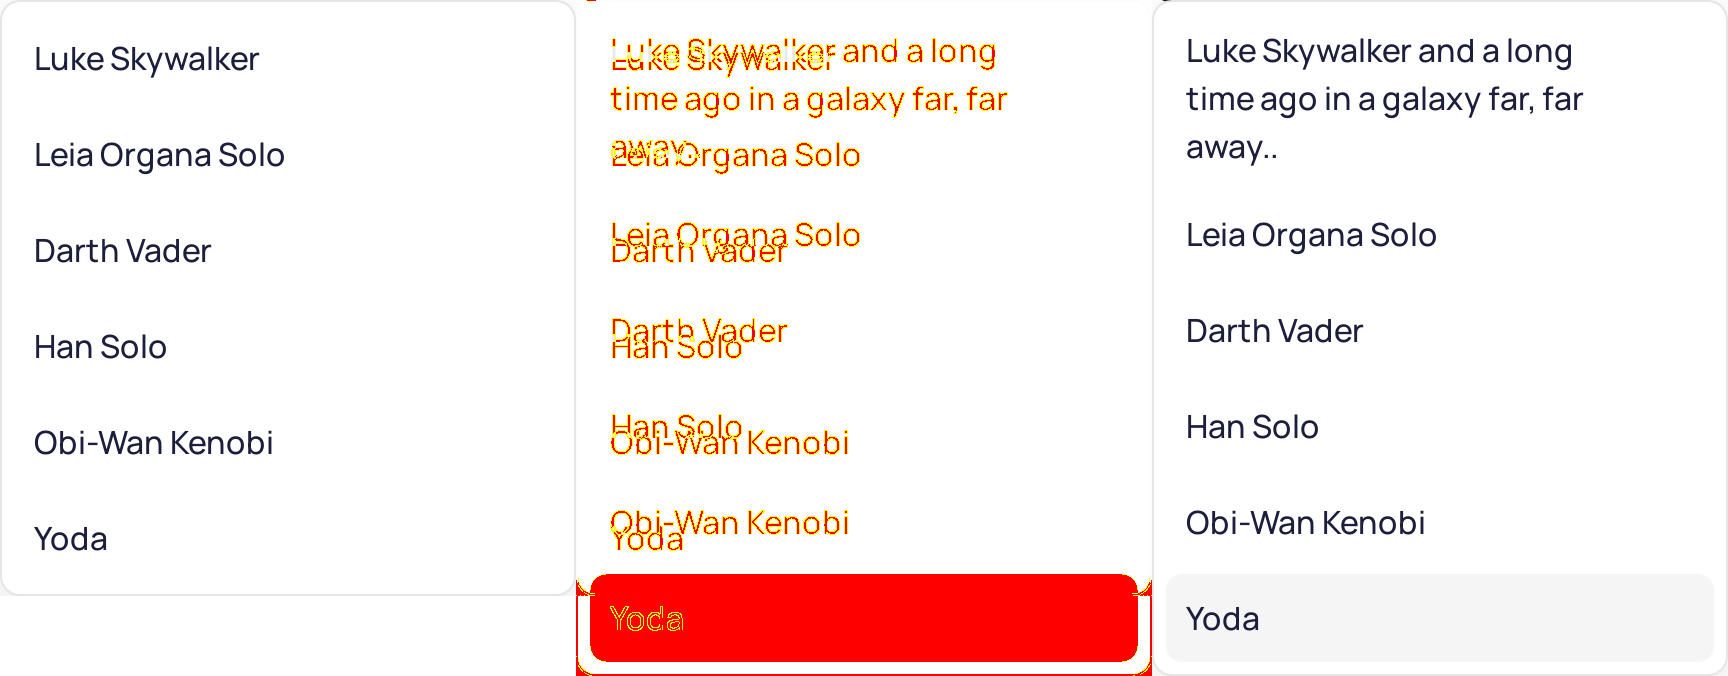 Luke Skywalker
Leia Organa Solo
Darth Vader
Han Solo
Obi-Wan Kenobi
Yoda
Luke Skywalker and a long
Luke Skywalker
time ago in a galaxy far, far
away..
Leia Organa Solo
Leia Organa Solo
Darth Vader
Darth Vader
Han Solo
Han Solo
Obi-Wan Kenobi
Obi-Wan Kenobi
Yoda
Yoda
Luke Skywalker and a long
time ago in a galaxy far, far
away..
Leia Organa Solo
Darth Vader
Han Solo
Obi-Wan Kenobi
Yoda